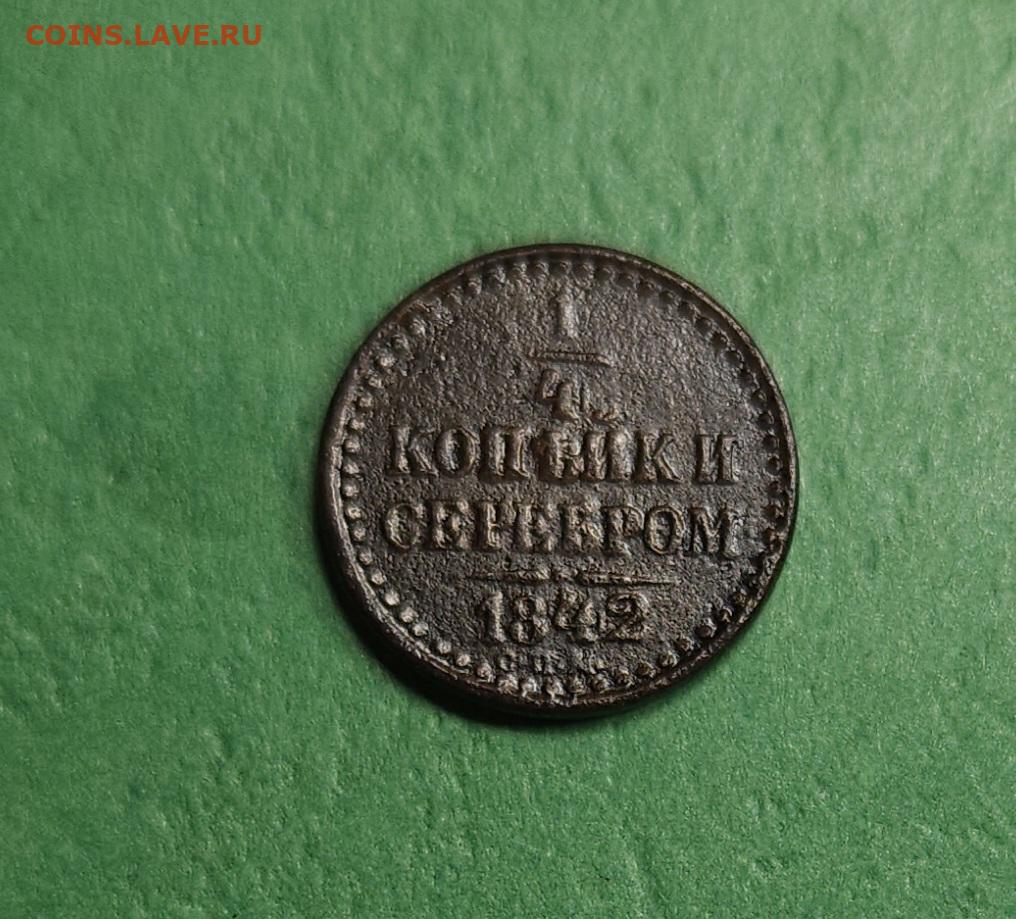 COINS.LAVE.RU
1
4
КОПѢЙКИ
СЕРЕБРОМ
1842